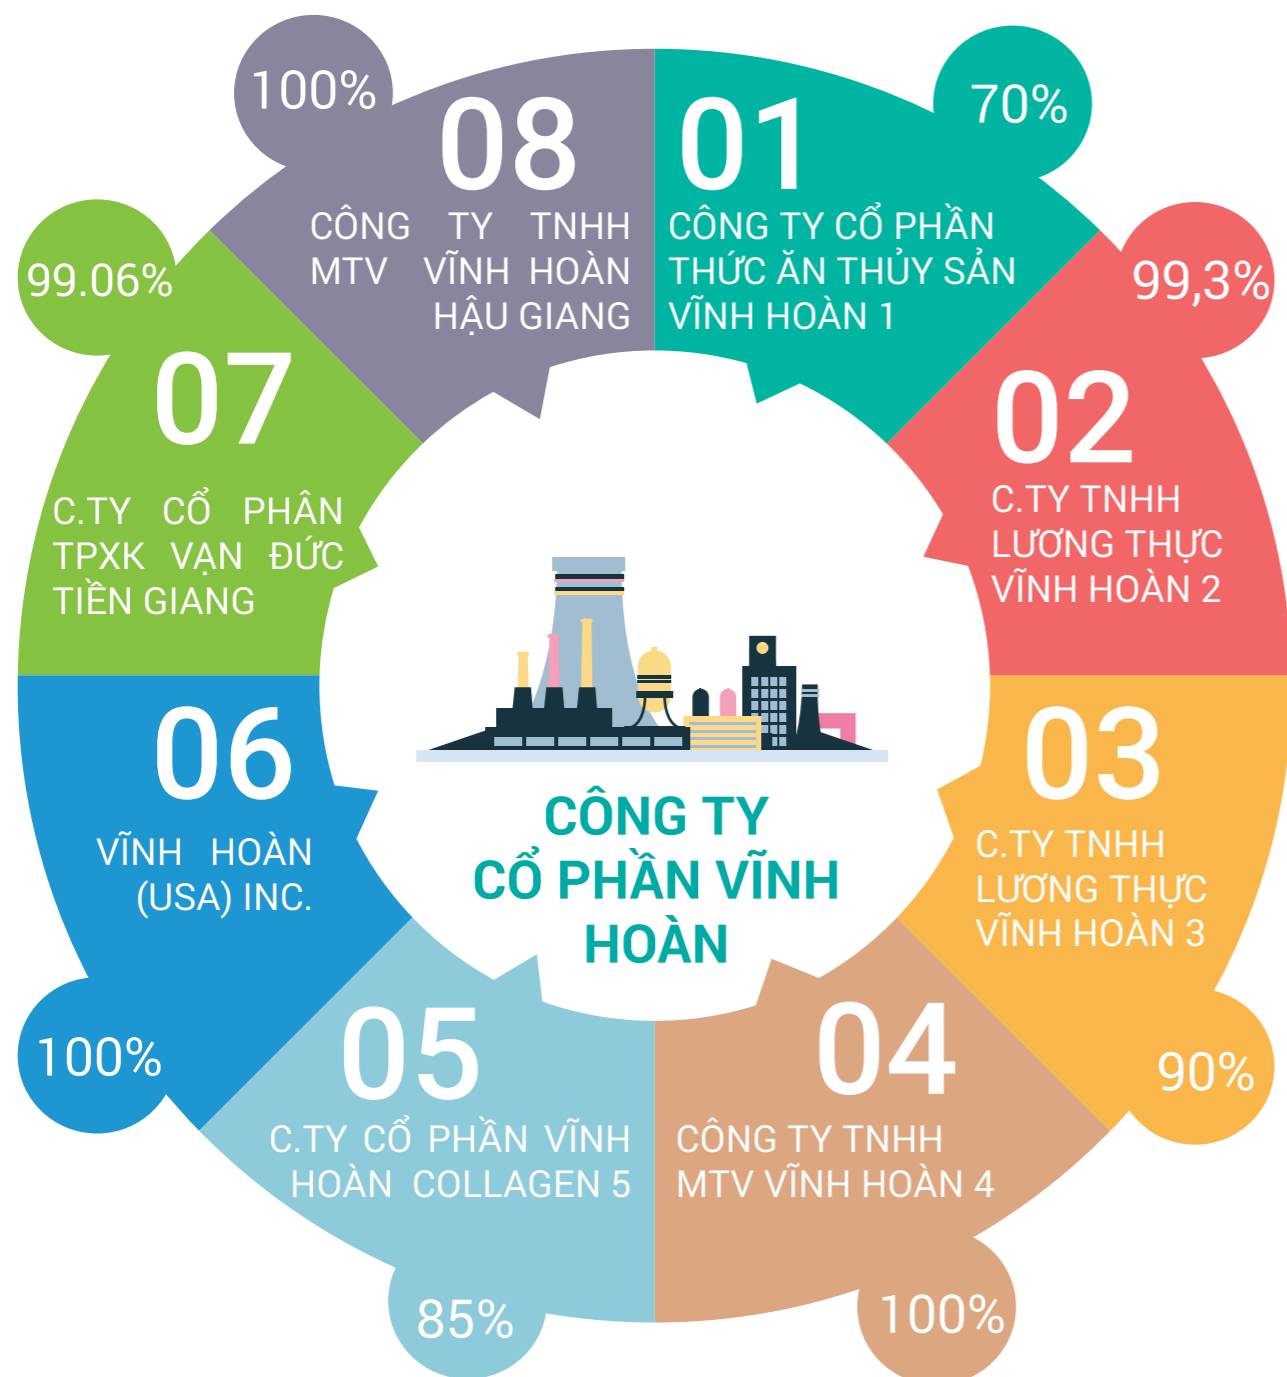 100%
08
CÔNG TY TNHH
MTV VĨNH HOÀN
HẬU GIANG
70%
01
CÔNG TY CỔ PHẦN
THỨC ĂN THỦY SẢN
VĨNH HOÀN 1
99,3%
02
C.TY TNHH
LƯƠNG THỰC
VĨNH HOÀN 2
99.06%
07
C.TY CỔ PHÂN
TPXK VẠN ĐỨC
TIỀN GIANG
06
VĨNH HOÀN
(USA) INC.
100%
03
C.TY TNHH
LƯƠNG THỰC
VĨNH HOÀN 3
90%
CÔNG TY
CỔ PHẦN VĨNH
HOÀN
05
C.TY CỔ PHẦN VĨNH
HOÀN COLLAGEN 5
85%
04
CÔNG TY TNHH
MTV VĨNH HOÀN 4
100%